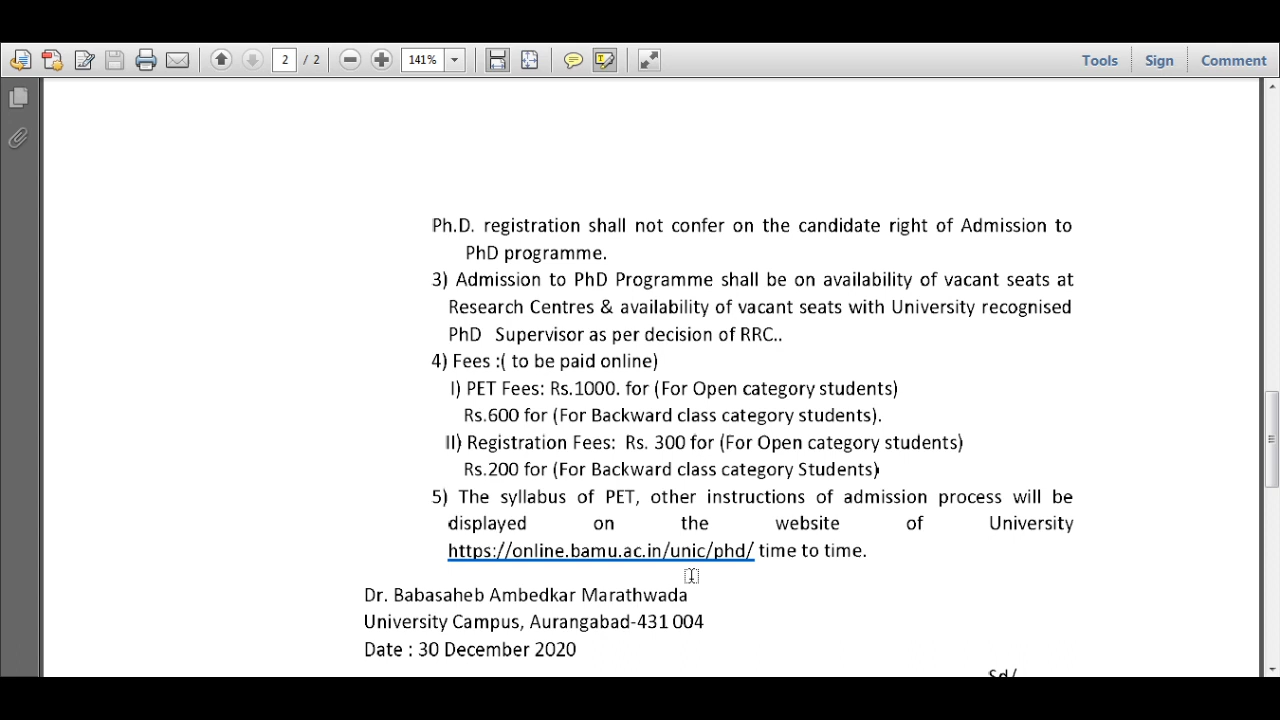 2 / 2 141% Tools Sign Comment
Ph.D. registration shall not confer on the candidate right of Admission to
PhD programme.
3) Admission to PhD Programme shall be on availability of vacant seats at
Research Centres & availability of vacant seats with University recognised
PhD Supervisor as per decision of RRC..
4) Fees :( to be paid online)
I) PET Fees: Rs.1000. for (For Open category students)
Rs.600 for (For Backward class category students).
II) Registration Fees: Rs. 300 for (For Open category students)
Rs.200 for (For Backward class category Students)
5) The syllabus of PET, other instructions of admission process will be
displayed on the website of University
https://online.bamu.ac.in/unic/phd/ time to time.
Dr. Babasaheb Ambedkar Marathwada
University Campus, Aurangabad-431 004
Date : 30 December 2020
Sd/